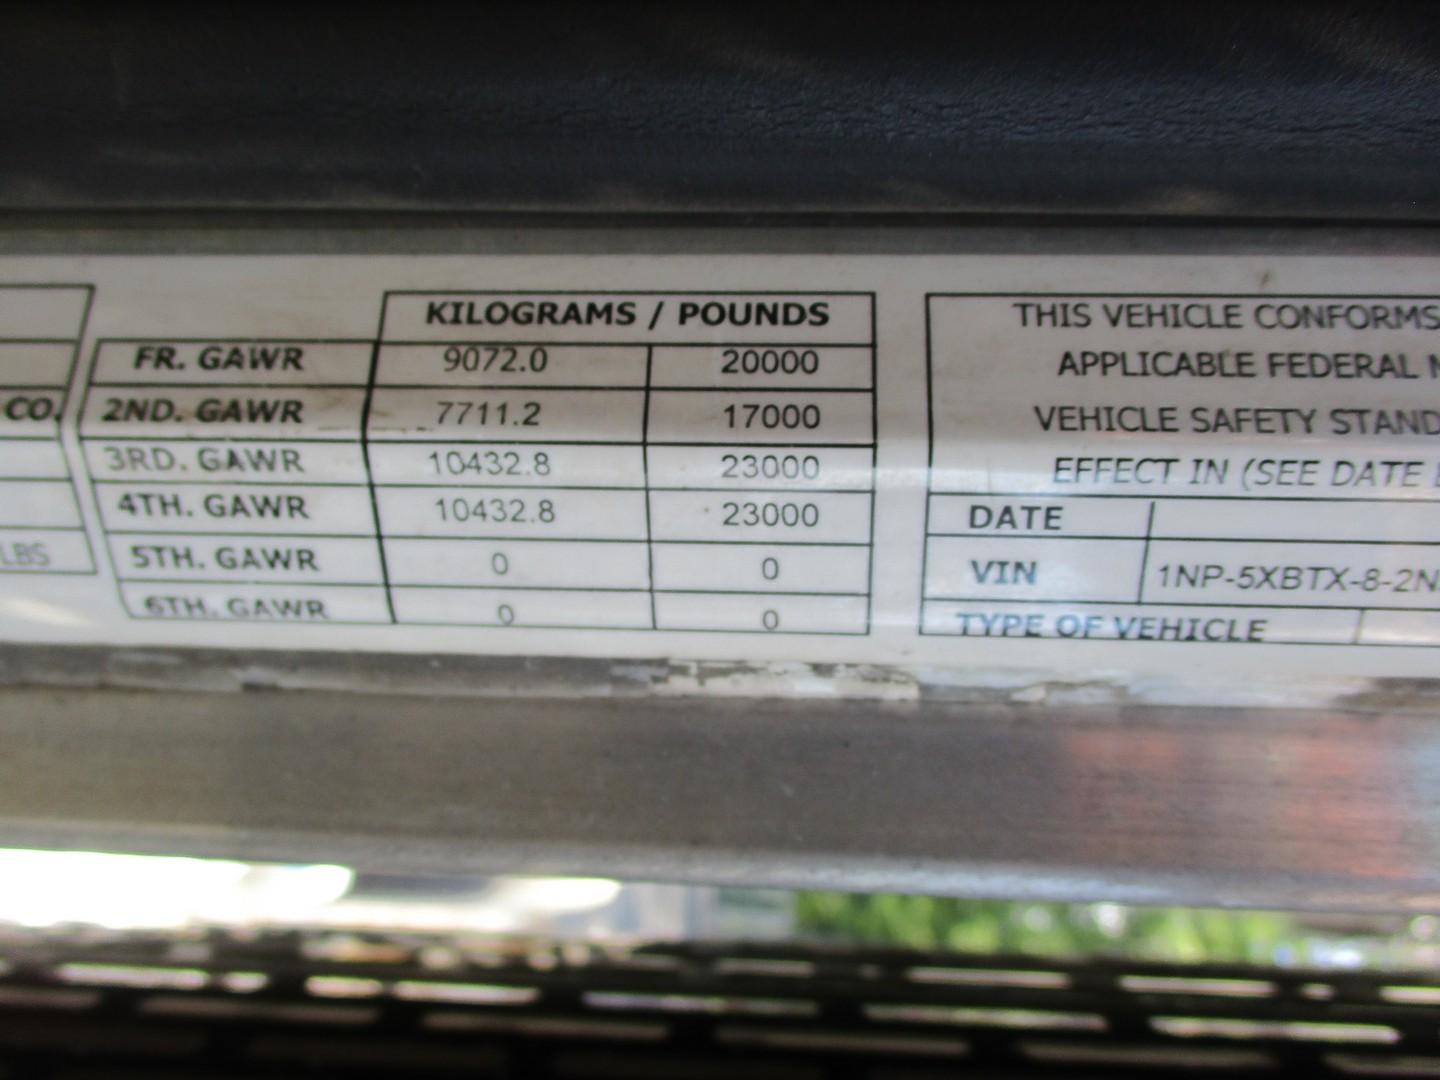 KILOGRAMS / POUNDS
FR. GAWR 9072.0 20000
CO. 2ND. GAWR 7711.2 17000
3RD. GAWR 10432.8 23000
4TH. GAWR 10432.8 23000
LBS 5TH. GAWR 0 0
6TH. GAWR 0 0
THIS VEHICLE CONFORMS
APPLICABLE FEDERAL
VEHICLE SAFETY STAND
EFFECT IN (SEE DATE
DATE
VIN 1NP-5XBTX-8-2N
TYPE OF VEHICLE